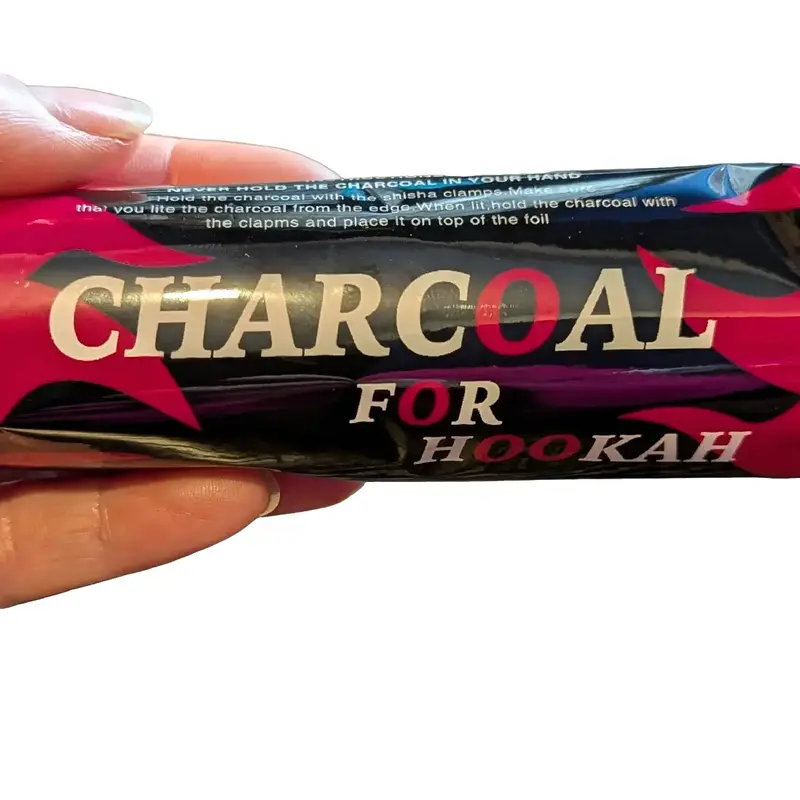 NEVER HOLD THE CHARCOAL IN YOUR HAND
Hold the charcoal with the shisha clamps.Make sure
that you lite the charcoal from the edge.When lit,hold the charcoal with
the clapms and place it on top of the foil
CHARCOAL
FOR
HOOKAH